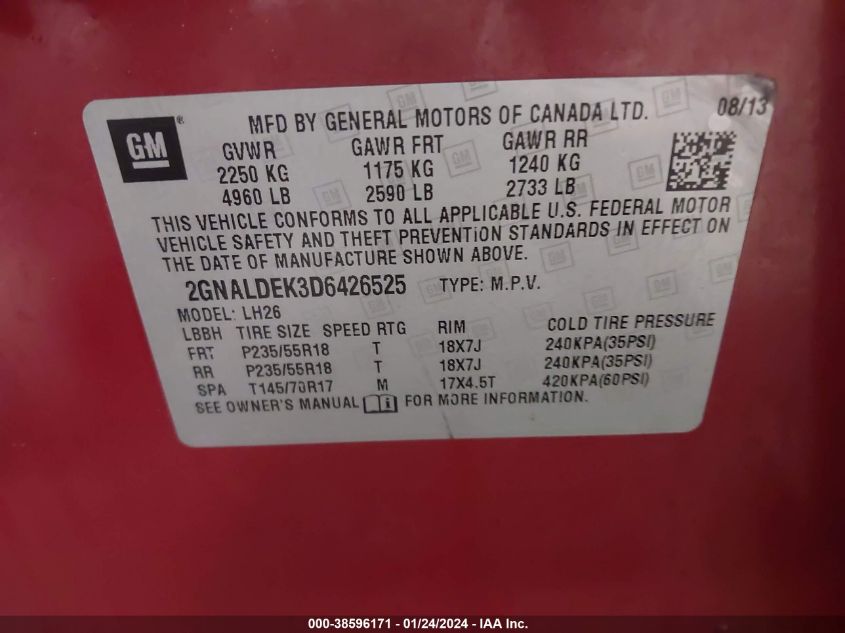 GM®
MFD BY GENERAL MOTORS OF CANADA LTD.
08/13
GVWR GAWR FRT GAWR RR
2250 KG 1175 KG 1240 KG
4960 LB 2590 LB 2733 LB
THIS VEHICLE CONFORMS TO ALL APPLICABLE U.S. FEDERAL MOTOR
VEHICLE SAFETY AND THEFT PREVENTION STANDARDS IN EFFECT ON
THE DATE OF MANUFACTURE SHOWN ABOVE.
2GNALDEK3D6426525 TYPE: M.P.V.
MODEL: LH26
LBBH TIRE SIZE SPEED RTG RIM COLD TIRE PRESSURE
FRT P235/55R18 T 18X7J 240KPA(35PSI)
RR P235/55R18 T 18X7J 240KPA(35PSI)
SPA T145/70R17 M 17X4.5T 420KPA(60PSI)
SEE OWNER'S MANUAL i FOR MORE INFORMATION.
000-38596171 - 01/24/2024 - IAA Inc.